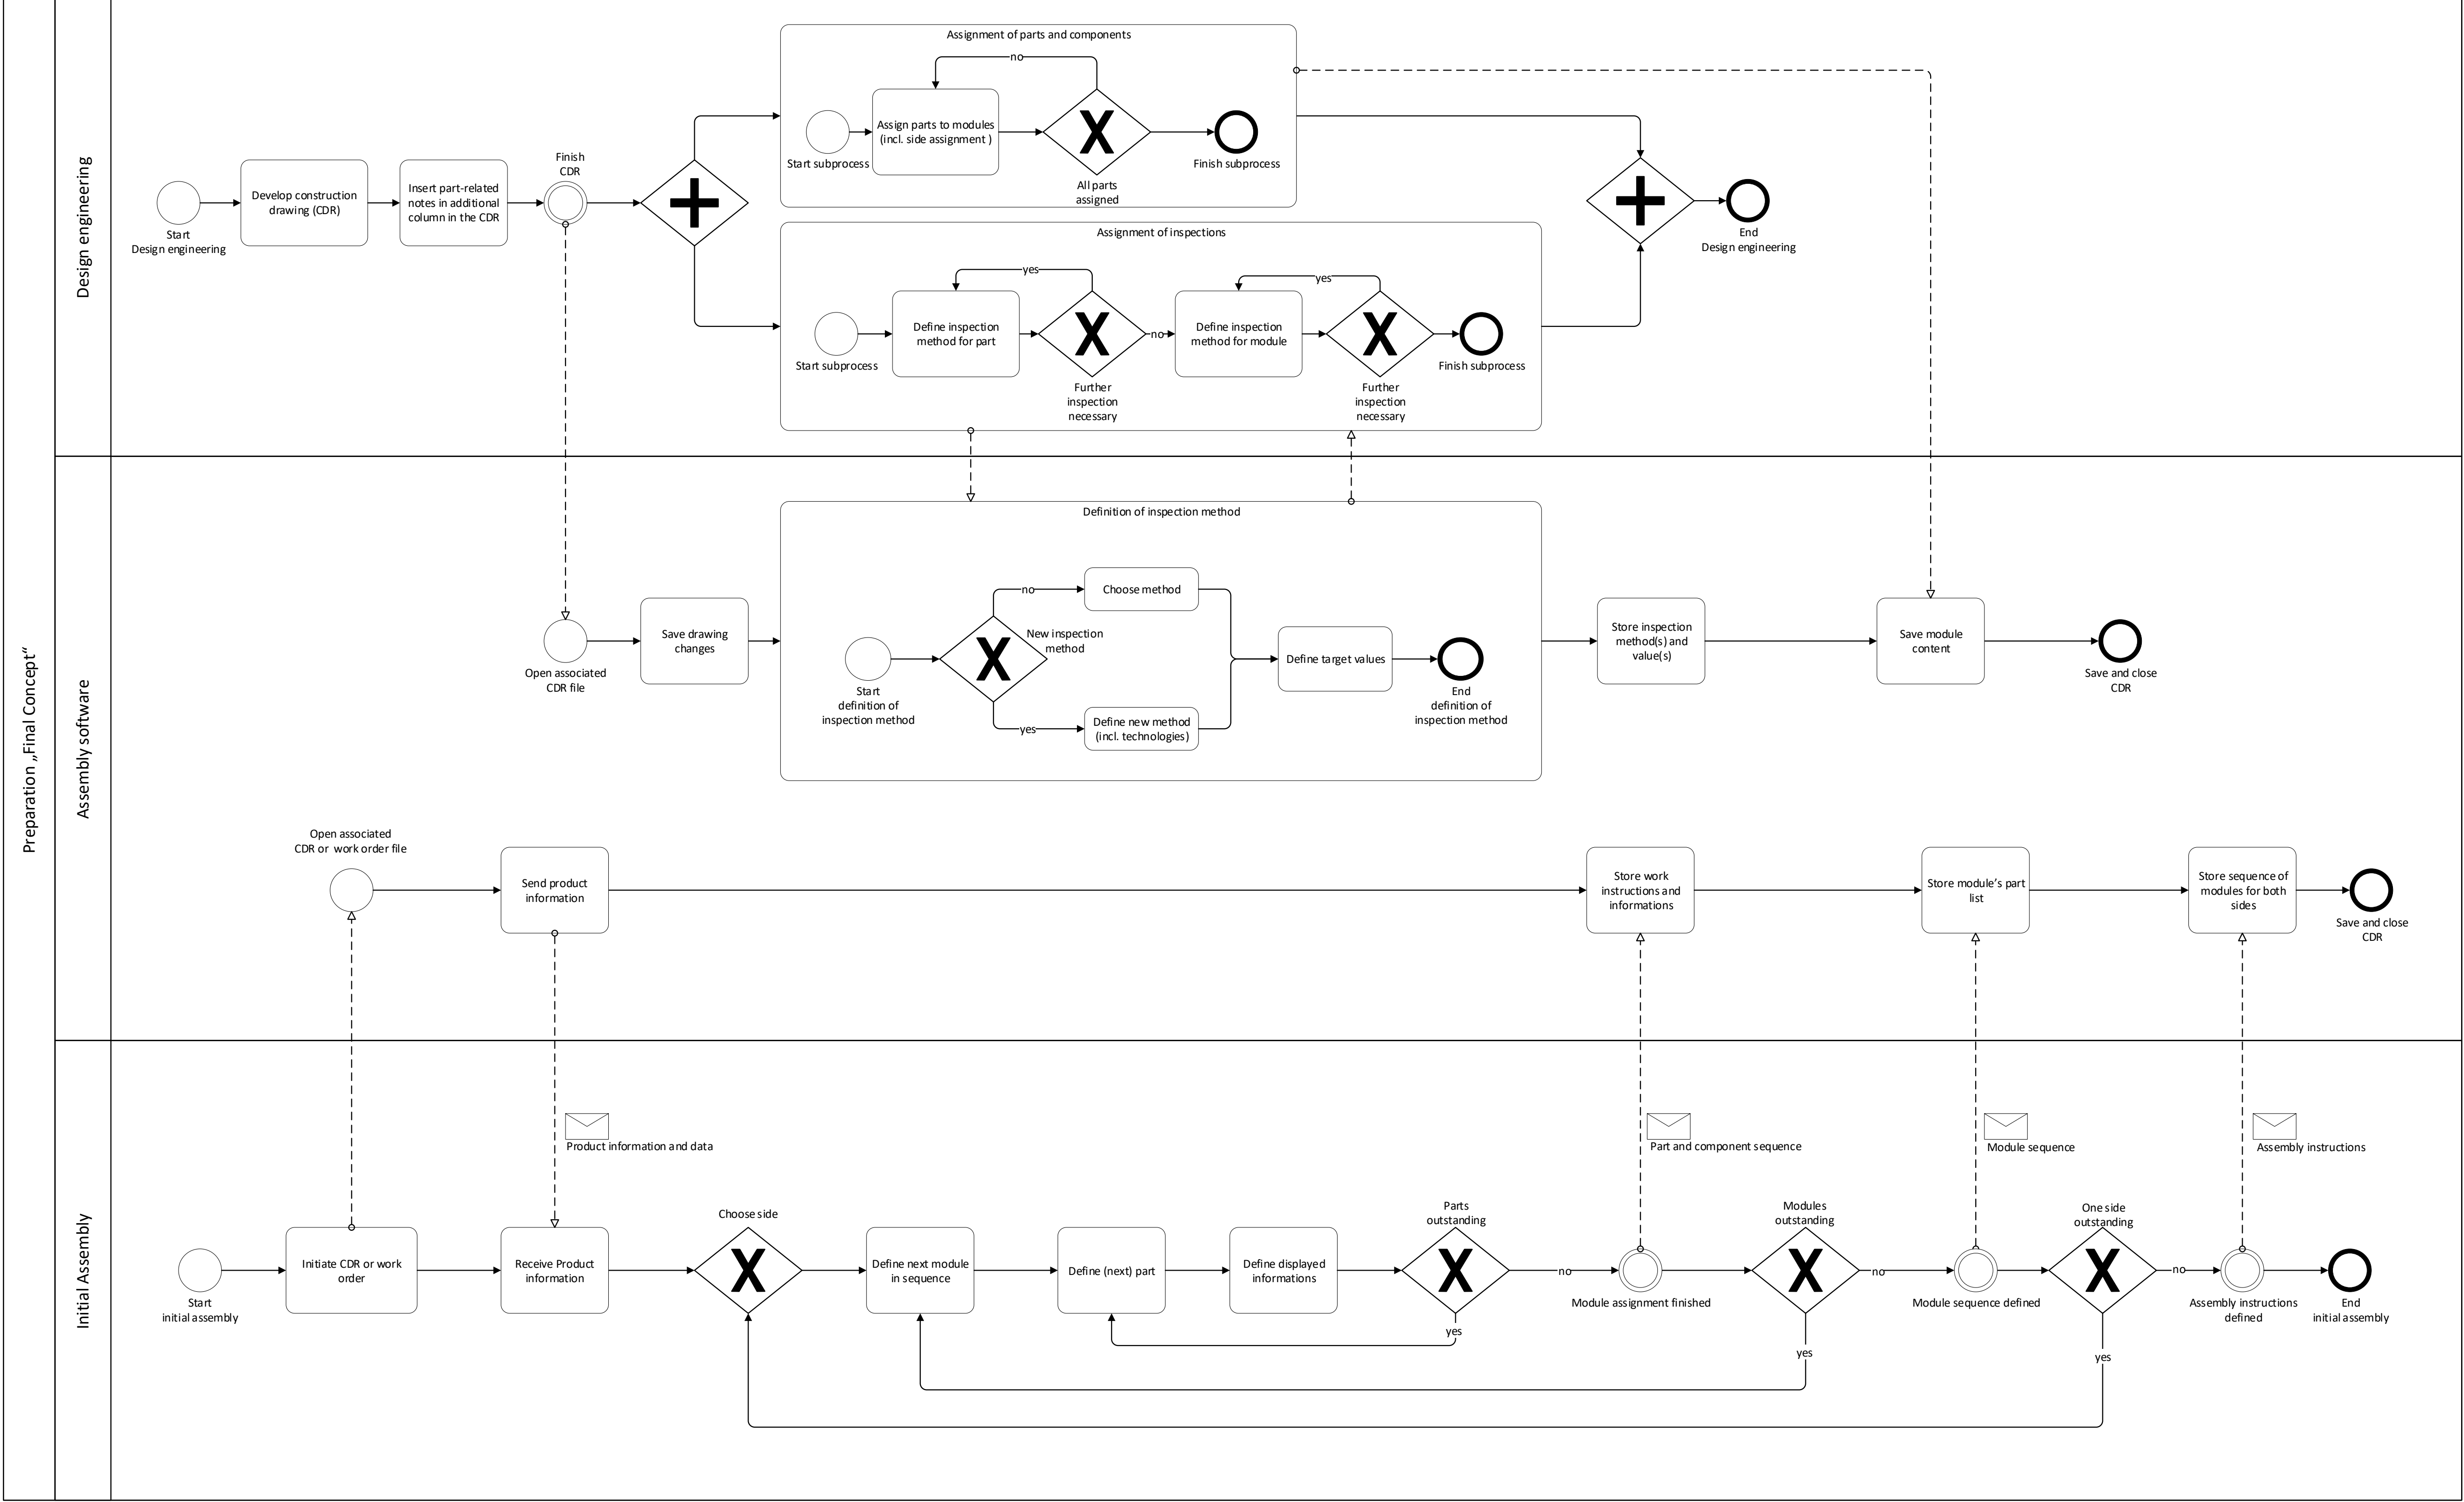 Preparation „Final Concept“
Design engineering
Start
Design engineering
Develop construction
drawing (CDR)
Insert part-related
notes in additional
column in the CDR
Finish
CDR
Assignment of parts and components
no
Start subprocess
Assign parts to modules
(incl. side assignment )
All parts
assigned
Finish subprocess
Assignment of inspections
yes
Start subprocess
Define inspection
method for part
Further
inspection
necessary
no
yes
Define inspection
method for module
Further
inspection
necessary
Finish subprocess
End
Design engineering
Assembly software
Open associated
CDR file
Save drawing
changes
Definition of inspection method
Start
definition of
inspection method
New inspection
method
no
Choose method
yes
Define new method
(incl. technologies)
Define target values
End
definition of
inspection method
Store inspection
method(s) and
value(s)
Save module
content
Save and close
CDR
Open associated
CDR or work order file
Send product
information
Store work
instructions and
informations
Store module’s part
list
Store sequence of
modules for both
sides
Save and close
CDR
Initial Assembly
Product information and data
Part and component sequence
Module sequence
Assembly instructions
Start
initial assembly
Initiate CDR or work
order
Receive Product
information
Choose side
Define next module
in sequence
Define (next) part
Define displayed
informations
Parts
outstanding
yes
no
Module assignment finished
Modules
outstanding
yes
no
Module sequence defined
One side
outstanding
yes
no
Assembly instructions
defined
End
initial assembly